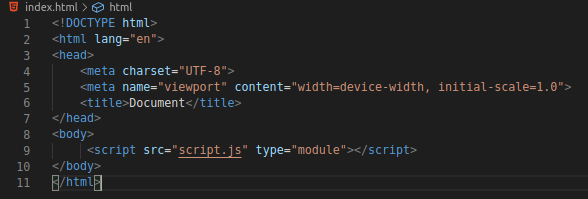 index.html > html
1 <!DOCTYPE html>
2 <html lang="en">
3 <head>
4     <meta charset="UTF-8">
5     <meta name="viewport" content="width=device-width, initial-scale=1.0">
6     <title>Document</title>
7 </head>
8 <body>
9      <script src="script.js" type="module"></script>
10 </body>
11 </html>